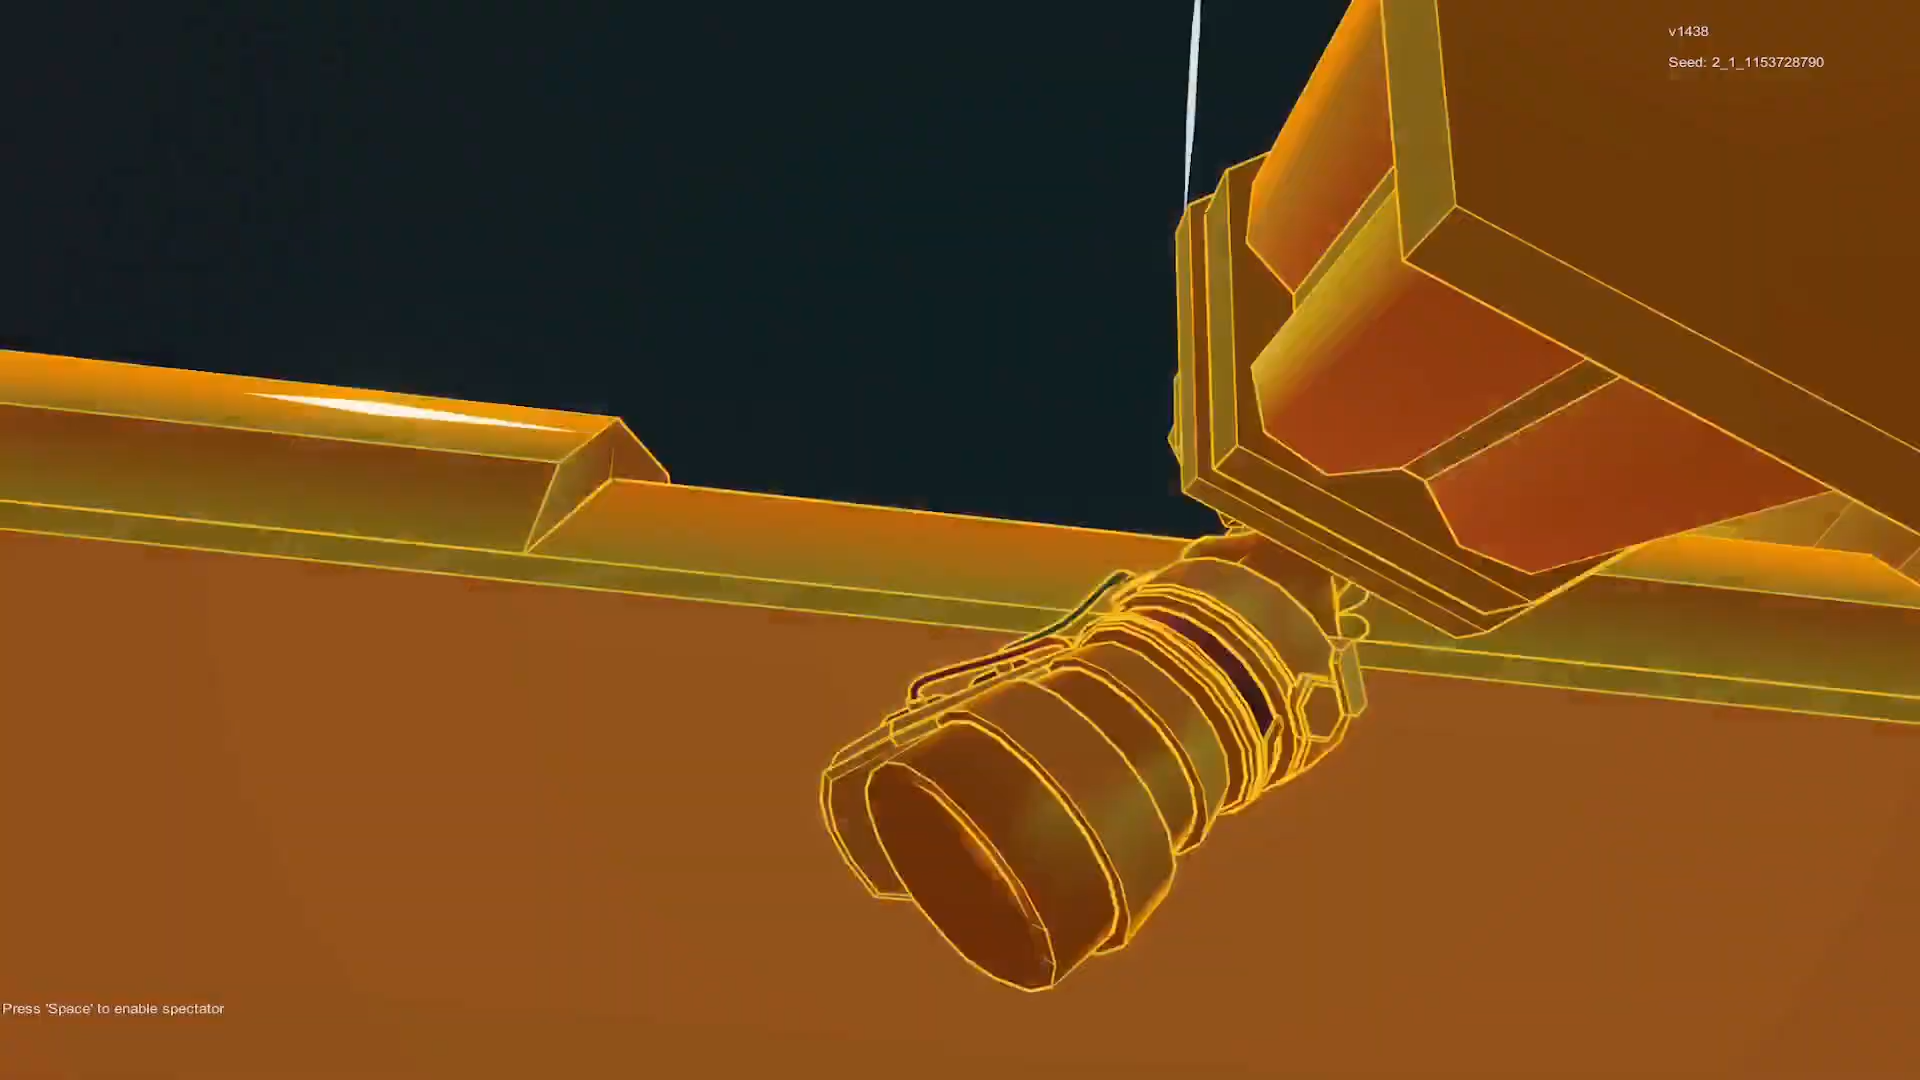 v1438
Seed: 2_1_1153728790
Press 'Space' to enable spectator